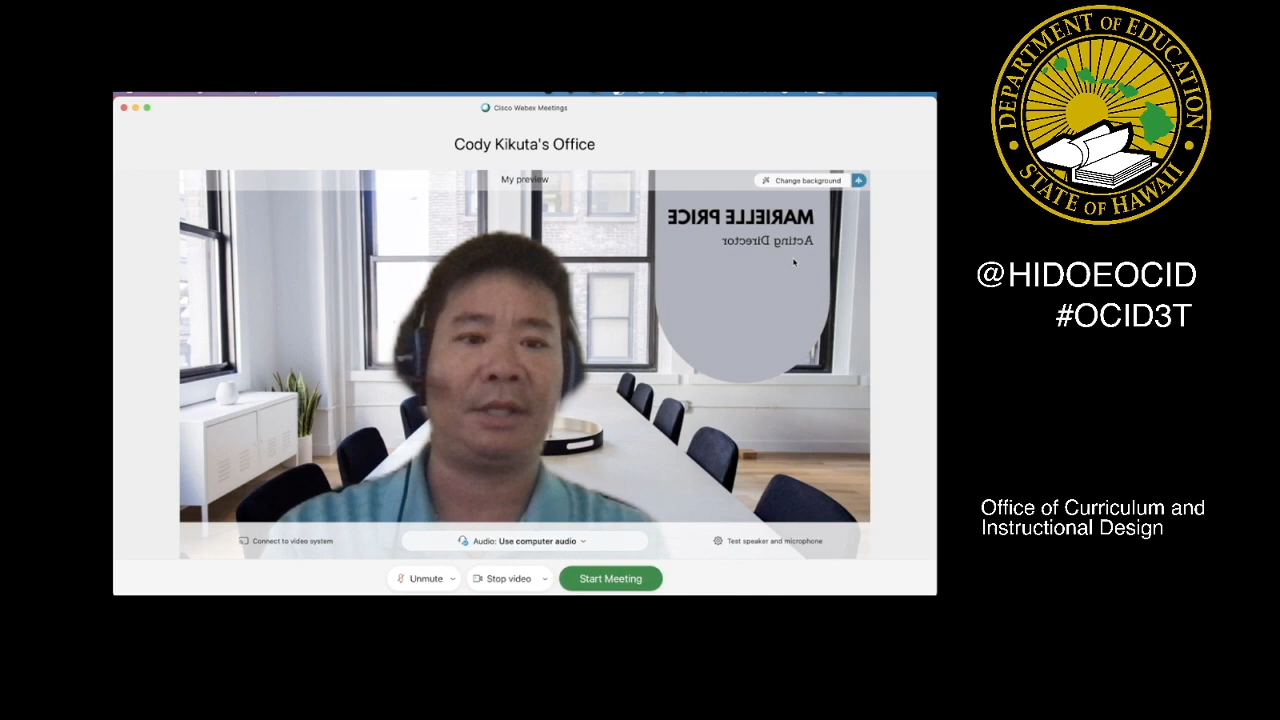 Cisco Webex Meetings
Cody Kikuta's Office
My preview
Change background
MARIELLE PRICE
Acting Director
Connect to video system
Audio: Use computer audio
Test speaker and microphone
Unmute
Stop video
Start Meeting
DEPARTMENT OF EDUCATION
STATE OF HAWAII
@HIDOEOCID
#OCID3T
Office of Curriculum and
Instructional Design